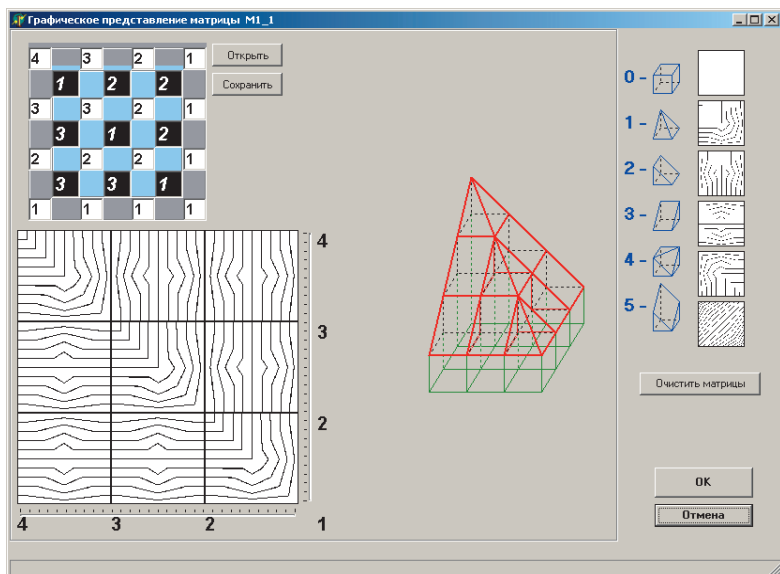 Графическое представление матрицы M1_1
4 3 2 1
1 2 2
3 3 2 1
3 1 2
2 2 2 1
3 3 1
1 1 1 1
Открыть
Сохранить
4
3
2
4 3 2 1
0 -
1 -
2 -
3 -
4 -
5 -
Очистить матрицы
OK
Отмена